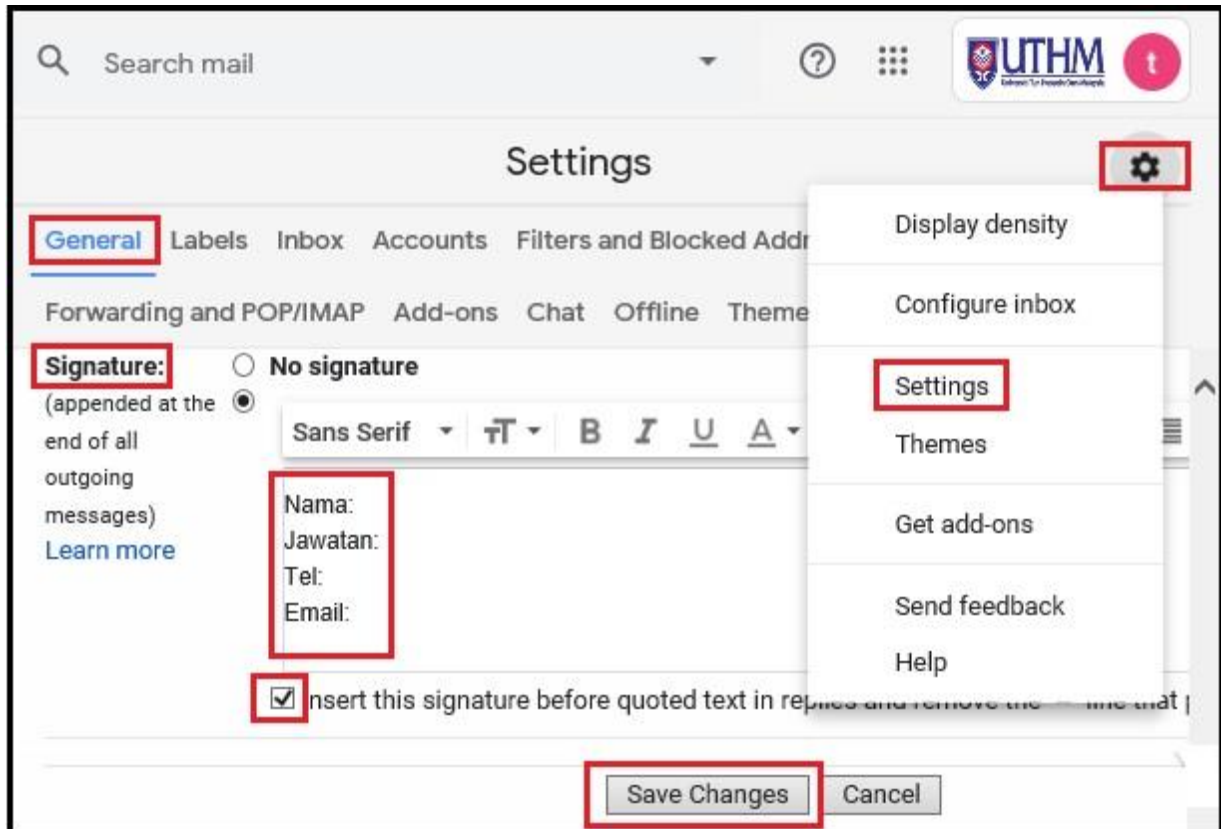 Search mail
UTHM
t
Settings
General Labels Inbox Accounts Filters and Blocked Addr
Forwarding and POP/IMAP Add-ons Chat Offline Theme
Display density
Configure inbox
Settings
Themes
Get add-ons
Send feedback
Help
Signature:
(appended at the
end of all
outgoing
messages)
Learn more
No signature
Sans Serif TT B I U A
Nama:
Jawatan:
Tel:
Email:
nsert this signature before quoted text in replies and remove the "--" line that
Save Changes Cancel